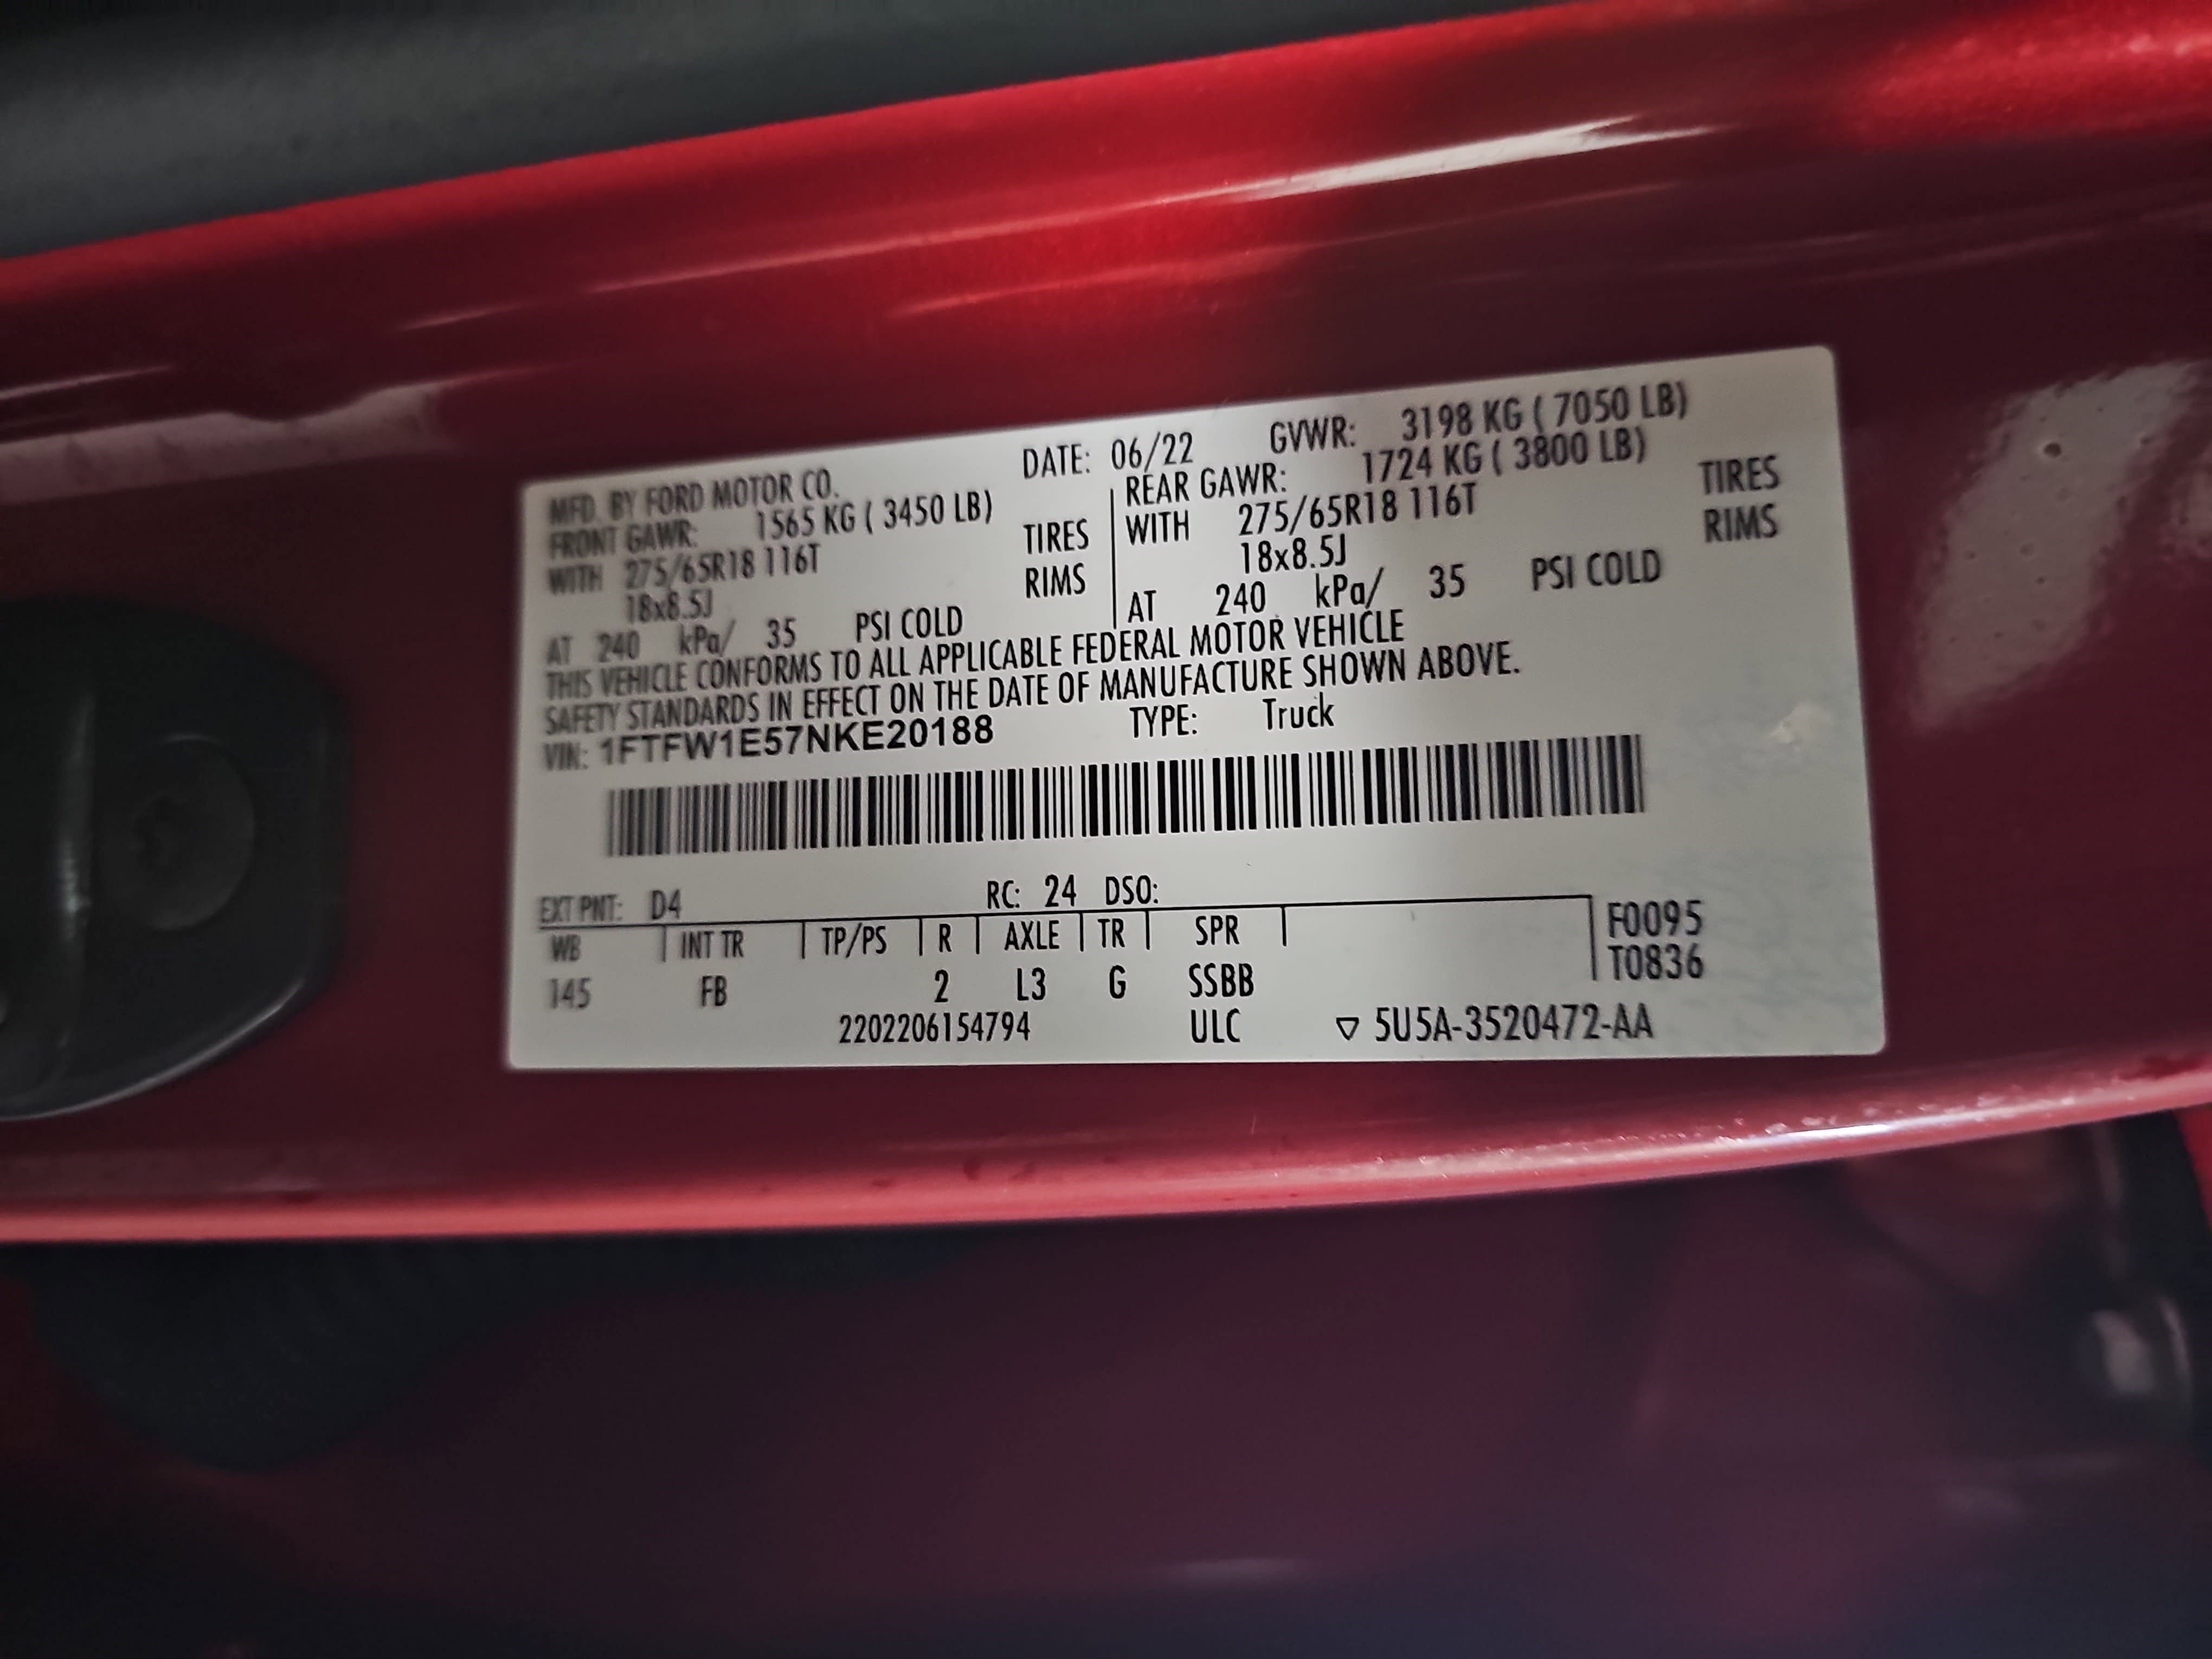 MFD. BY FORD MOTOR CO. DATE: 06/22 GVWR: 3198 KG ( 7050 LB)
FRONT GAWR: 1565 KG ( 3450 LB)
WITH 275/65R18 116T TIRES
18x8.5J RIMS
AT 240 kPa/ 35 PSI COLD
REAR GAWR: 1724 KG ( 3800 LB)
WITH 275/65R18 116T TIRES
18x8.5J RIMS
AT 240 kPa/ 35 PSI COLD
THIS VEHICLE CONFORMS TO ALL APPLICABLE FEDERAL MOTOR VEHICLE
SAFETY STANDARDS IN EFFECT ON THE DATE OF MANUFACTURE SHOWN ABOVE.
VIN: 1FTFW1E57NKE20188 TYPE: Truck
EXT PNT: D4 RC: 24 DSO:
WB INT TR TP/PS R AXLE TR SPR F0095
T0836
145 FB 2 L3 G SSBB
2202206154794 ULC ▽ 5U5A-3520472-AA